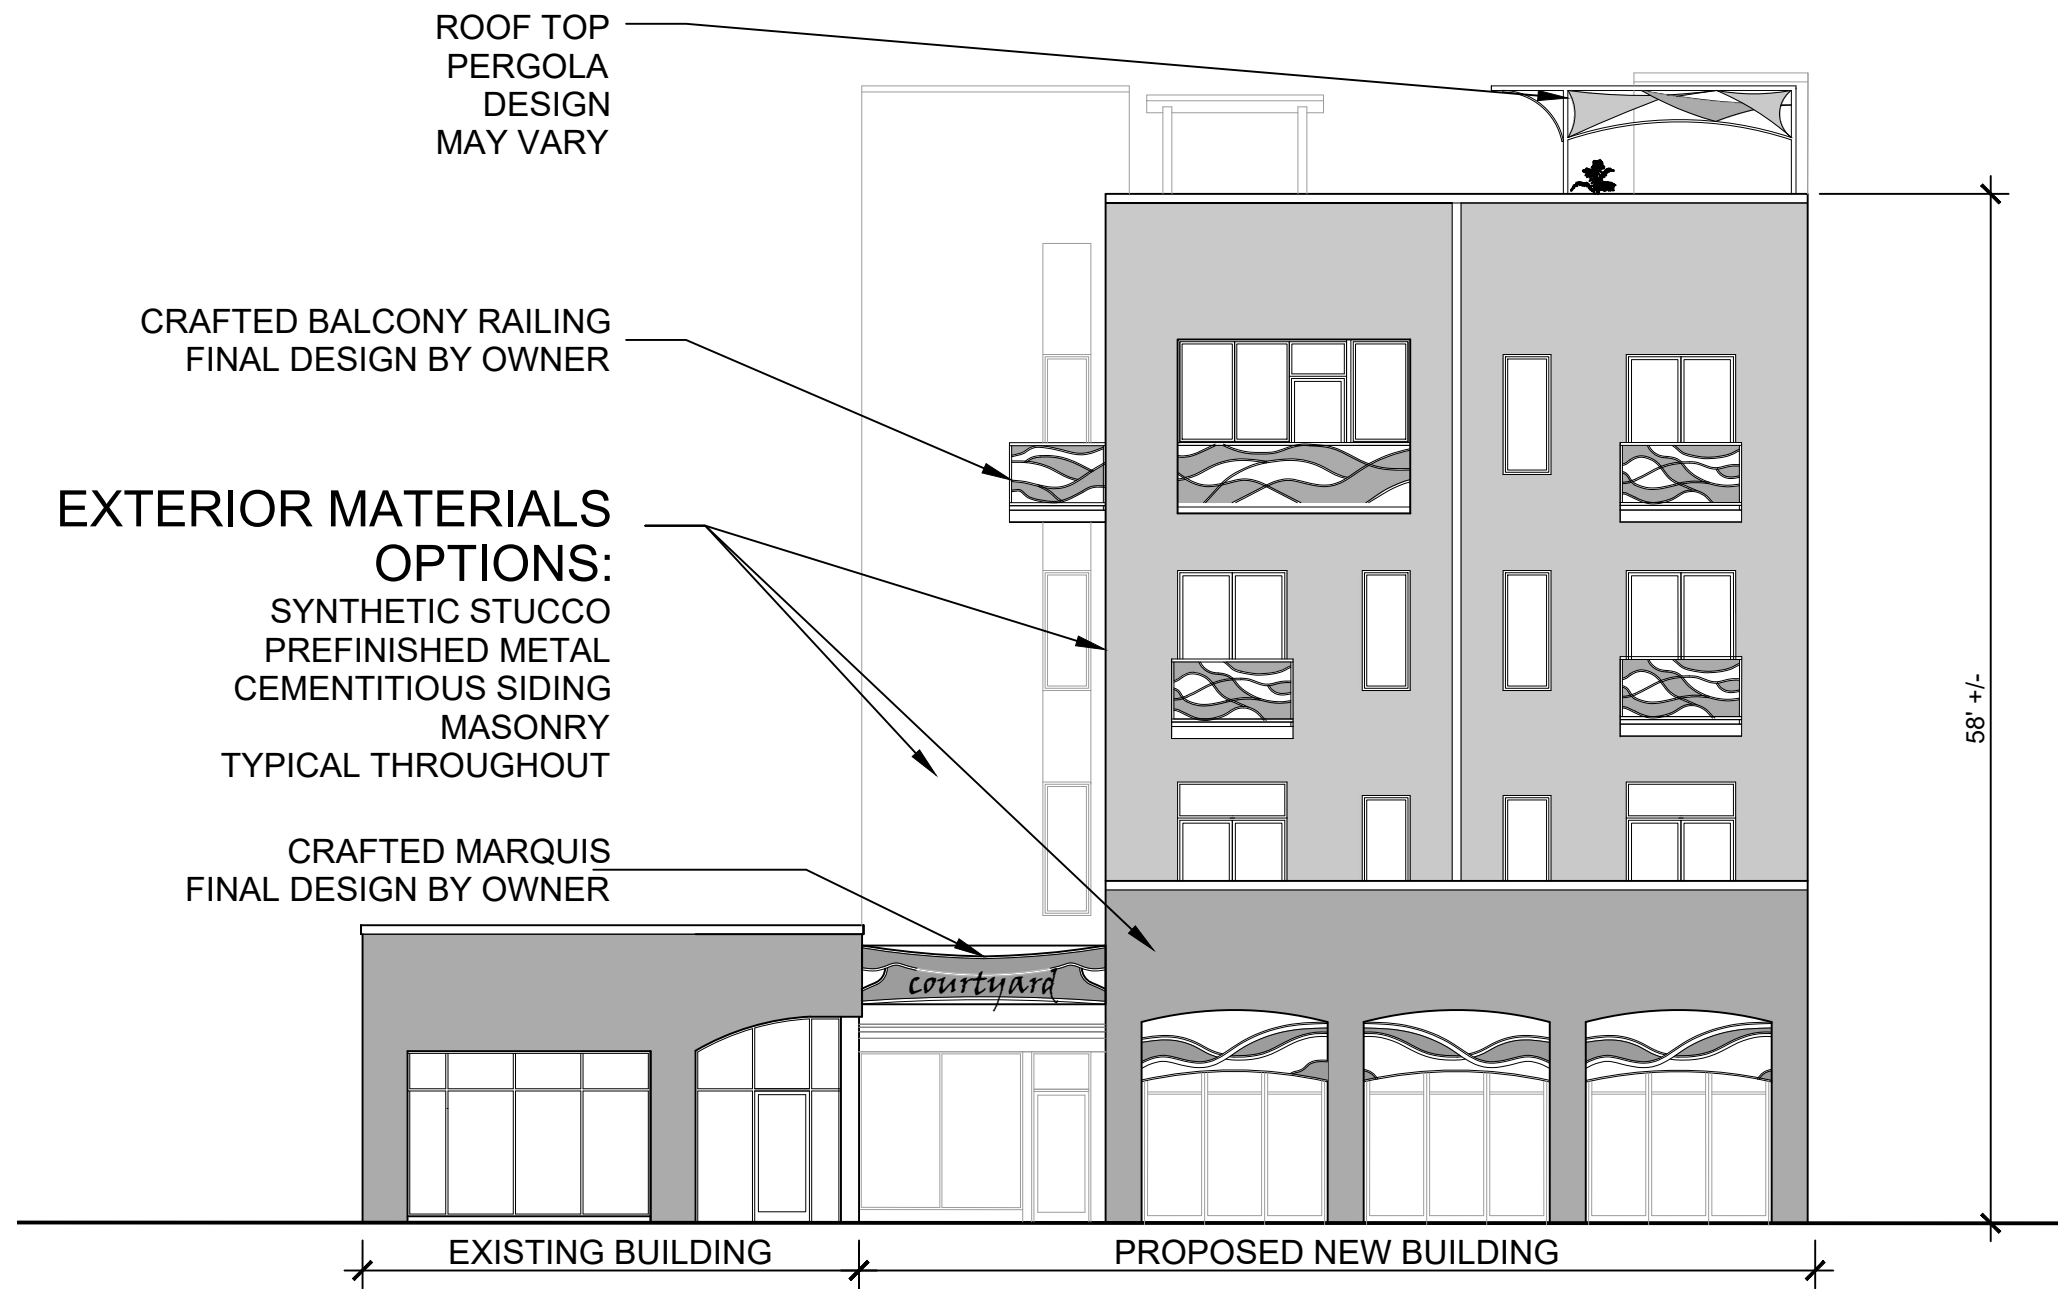 ROOF TOP
PERGOLA
DESIGN
MAY VARY
CRAFTED BALCONY RAILING
FINAL DESIGN BY OWNER
EXTERIOR MATERIALS
OPTIONS:
SYNTHETIC STUCCO
PREFINISHED METAL
CEMENTITIOUS SIDING
MASONRY
TYPICAL THROUGHOUT
58' +/-
CRAFTED MARQUIS
FINAL DESIGN BY OWNER
courtyard
EXISTING BUILDING
PROPOSED NEW BUILDING